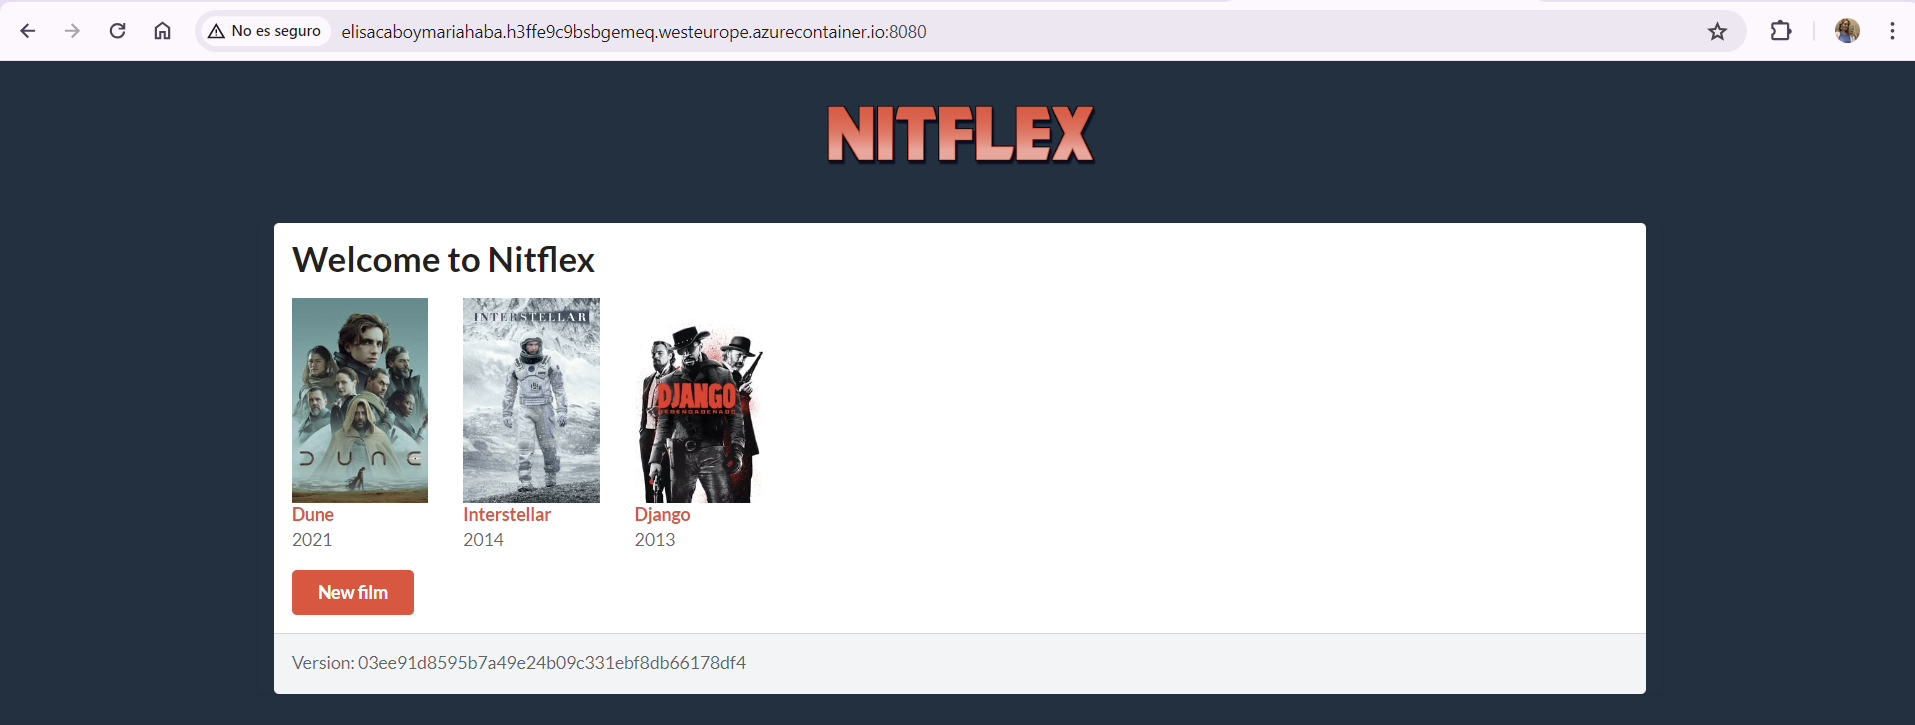 No es seguro elisacaboymariahaba.h3ffe9c9bsbgemeq.westeurope.azurecontainer.io:8080
NITFLEX
Welcome to Nitflex
INTERSTELLAR
DJANGO
DUNE
Dune Interstellar Django
2021 2014 2013
New film
Version: 03ee91d8595b7a49e24b09c331ebf8db66178df4